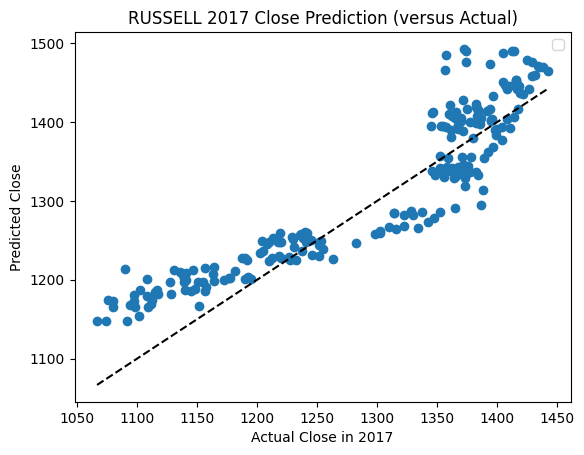 RUSSELL 2017 Close Prediction (versus Actual)
1500
1400
1300
1200
1100
Predicted Close
1050 1100 1150 1200 1250 1300 1350 1400 1450
Actual Close in 2017